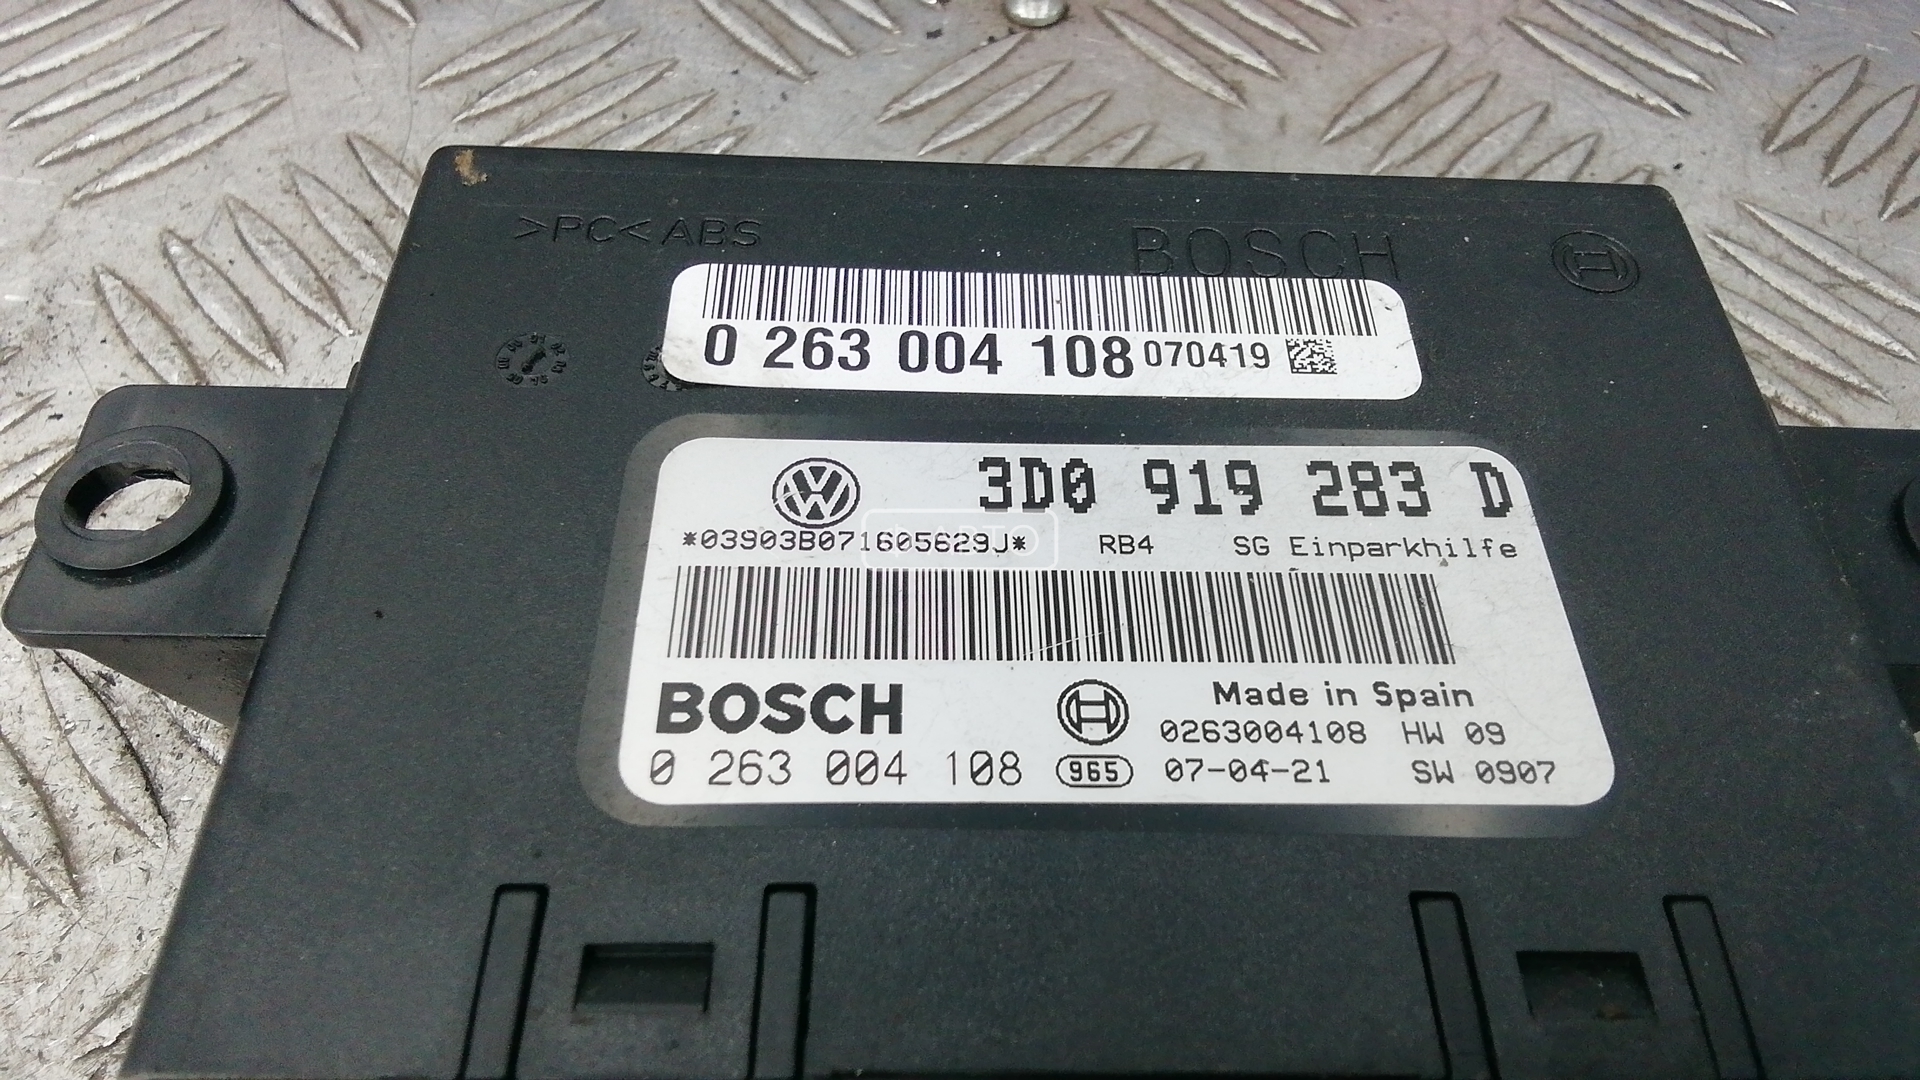 >PC<ABS
BOSCH
0 263 004 108 070419
3D0 919 283 D
*03903B071605629J* RB4 SG Einparkhilfe
BOSCH Made in Spain
0263004108 HW 09
0 263 004 108 965 07-04-21 SW 0907